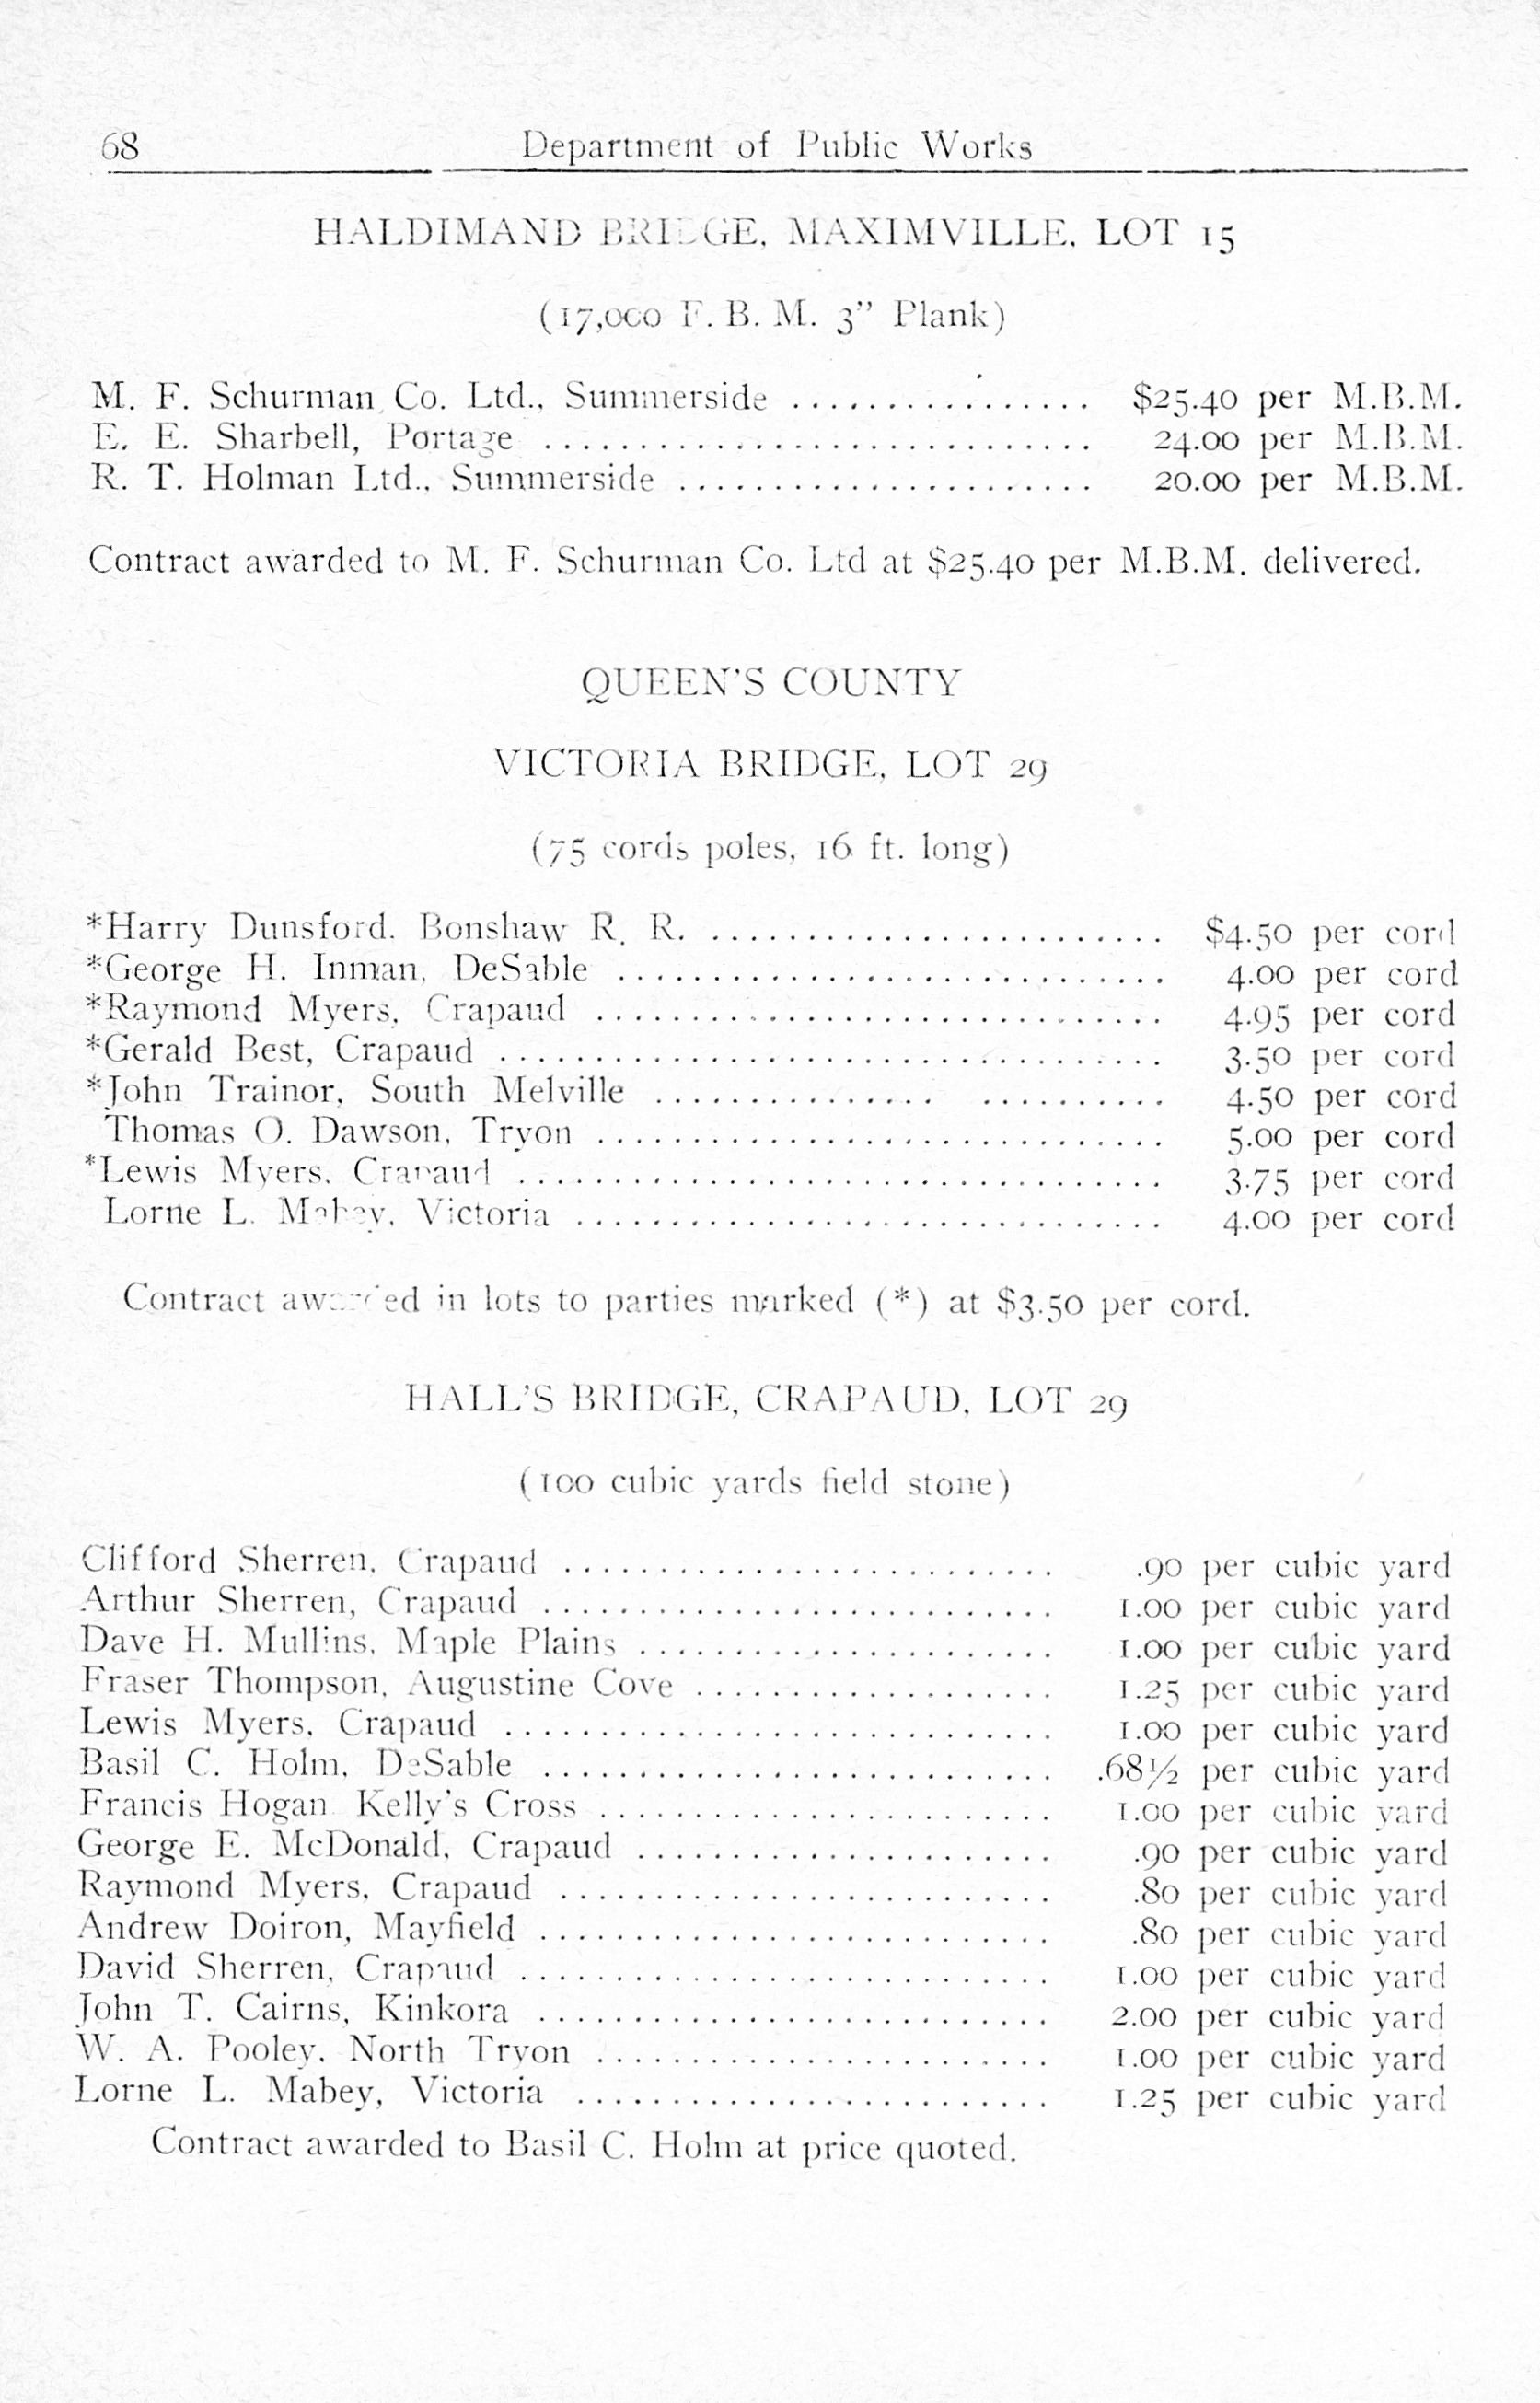 68 Department of Public Works
HALDIMAND BRIDGE, MAXIMVILLE, LOT 15
(17,000 F. B. M. 3" Plank)
M. F. Schurman Co. Ltd., Summerside ................ $25.40 per M.B.M.
E. E. Sharbell, Portage ............................. 24.00 per M.B.M.
R. T. Holman Ltd., Summerside ...................... 20.00 per M.B.M.
Contract awarded to M. F. Schurman Co. Ltd at $25.40 per M.B.M. delivered.
QUEEN'S COUNTY
VICTORIA BRIDGE, LOT 29
(75 cords poles, 16 ft. long)
*Harry Dunsford. Bonshaw R. R. ........................ $4.50 per cord
*George H. Inman, DeSable ............................. 4.00 per cord
*Raymond Myers, Crapaud .............................. 4.95 per cord
*Gerald Best, Crapaud ................................... 3.50 per cord
*John Trainor, South Melville ............... .......... 4.50 per cord
Thomas O. Dawson, Tryon .............................. 5.00 per cord
*Lewis Myers. Crapaud .................................. 3.75 per cord
Lorne L. Mabey, Victoria ............................... 4.00 per cord
Contract awarded in lots to parties marked (*) at $3.50 per cord.
HALL'S BRIDGE, CRAPAUD, LOT 29
(100 cubic yards field stone)
Clifford Sherren, Crapaud .......................... .90 per cubic yard
Arthur Sherren, Crapaud ........................... 1.00 per cubic yard
Dave H. Mullins, Maple Plains ...................... 1.00 per cubic yard
Fraser Thompson, Augustine Cove ................... 1.25 per cubic yard
Lewis Myers, Crapaud ............................. 1.00 per cubic yard
Basil C. Holm, DeSable ........................... .68½ per cubic yard
Francis Hogan Kelly's Cross ........................ 1.00 per cubic yard
George E. McDonald, Crapaud ...................... .90 per cubic yard
Raymond Myers, Crapaud .......................... .80 per cubic yard
Andrew Doiron, Mayfield ........................... .80 per cubic yard
David Sherren, Crapaud ............................ 1.00 per cubic yard
John T. Cairns, Kinkora ........................... 2.00 per cubic yard
W. A. Pooley, North Tryon ........................ 1.00 per cubic yard
Lorne L. Mabey, Victoria ......................... 1.25 per cubic yard
Contract awarded to Basil C. Holm at price quoted.